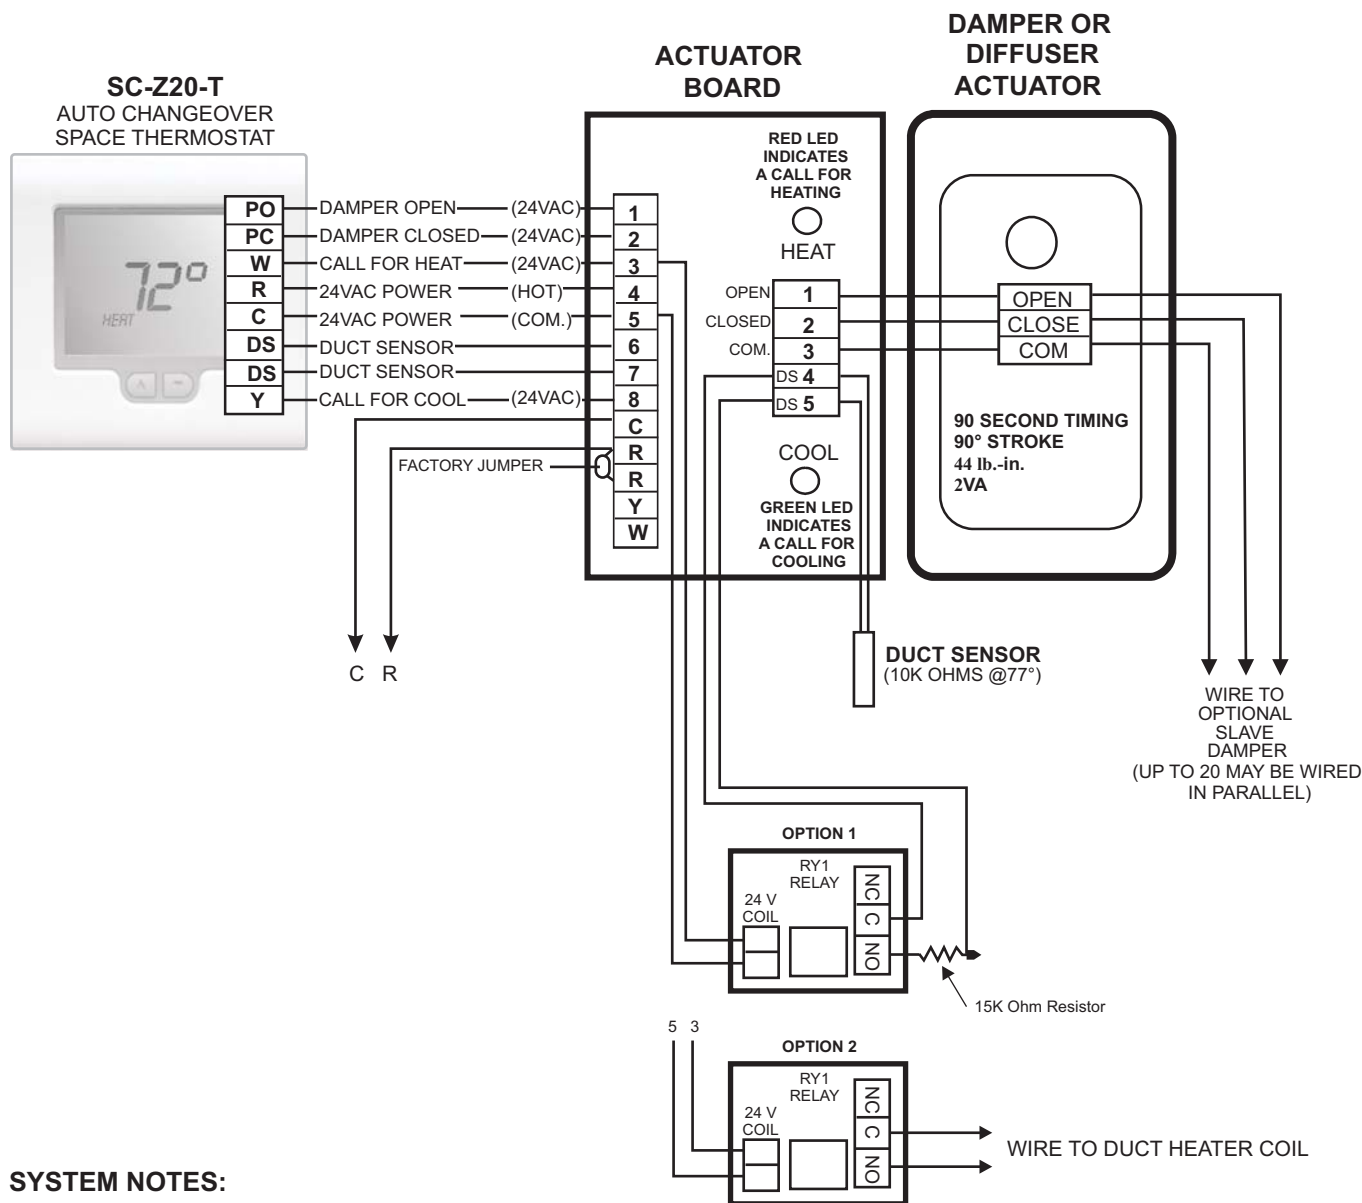 DAMPER OR
DIFFUSER
ACTUATOR
ACTUATOR
BOARD
SC-Z20-T
AUTO CHANGEOVER
SPACE THERMOSTAT
72°
HEAT
PO DAMPER OPEN (24VAC) 1
PC DAMPER CLOSED (24VAC) 2
W CALL FOR HEAT (24VAC) 3
R 24VAC POWER (HOT) 4
C 24VAC POWER (COM.) 5
DS DUCT SENSOR 6
DS DUCT SENSOR 7
Y CALL FOR COOL (24VAC) 8
C
R
FACTORY JUMPER
R
Y
W
C R
RED LED
INDICATES
A CALL FOR
HEATING
HEAT
OPEN 1
CLOSED 2
COM. 3
DS 4
DS 5
COOL
GREEN LED
INDICATES
A CALL FOR
COOLING
OPEN
CLOSE
COM
90 SECOND TIMING
90° STROKE
44 lb.-in.
2VA
DUCT SENSOR
(10K OHMS @77°)
WIRE TO
OPTIONAL
SLAVE
DAMPER
(UP TO 20 MAY BE WIRED
IN PARALLEL)
OPTION 1
RY1
RELAY
24 V
COIL
NC
C
NO
15K Ohm Resistor
5 3
OPTION 2
RY1
RELAY
24 V
COIL
NC
C
NO
WIRE TO DUCT HEATER COIL
SYSTEM NOTES: